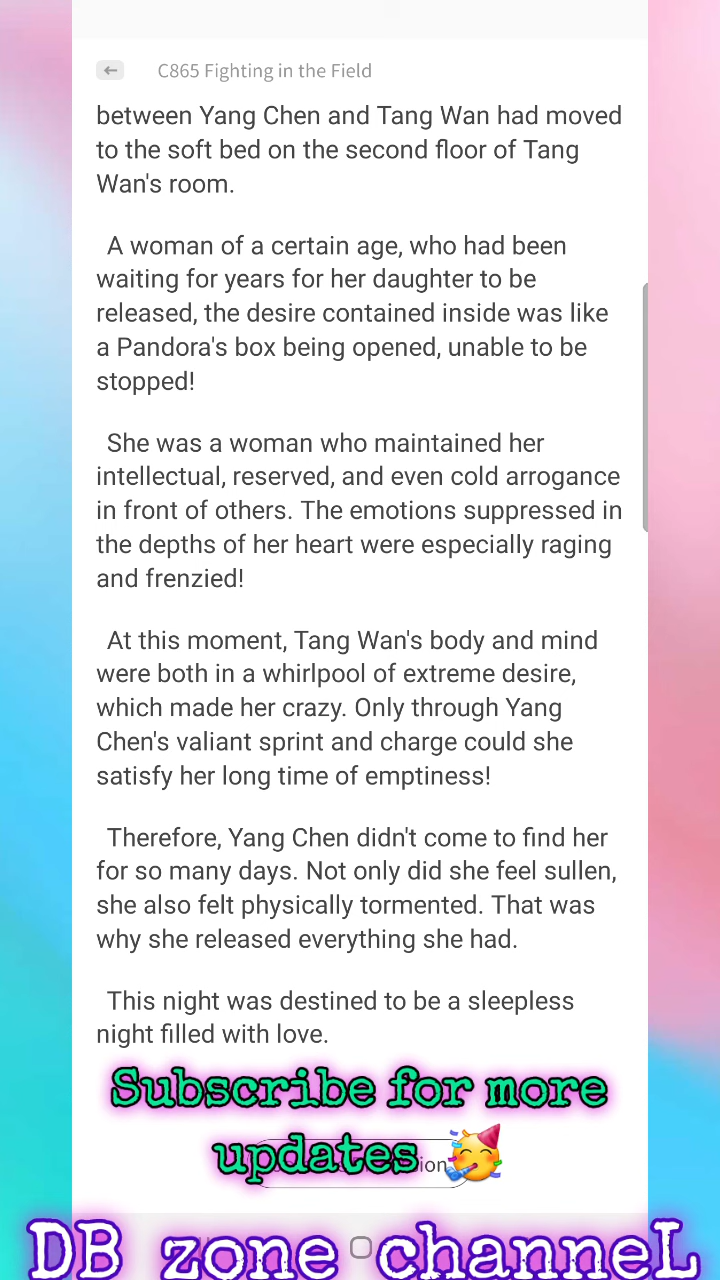 C865 Fighting in the Field
between Yang Chen and Tang Wan had moved
to the soft bed on the second floor of Tang
Wan's room.
A woman of a certain age, who had been
waiting for years for her daughter to be
released, the desire contained inside was like
a Pandora's box being opened, unable to be
stopped!
She was a woman who maintained her
intellectual, reserved, and even cold arrogance
in front of others. The emotions suppressed in
the depths of her heart were especially raging
and frenzied!
At this moment, Tang Wan's body and mind
were both in a whirlpool of extreme desire,
which made her crazy. Only through Yang
Chen's valiant sprint and charge could she
satisfy her long time of emptiness!
Therefore, Yang Chen didn't come to find her
for so many days. Not only did she feel sullen,
she also felt physically tormented. That was
why she released everything she had.
This night was destined to be a sleepless
night filled with love.
Subscribe for more
updates
DB zone channeL